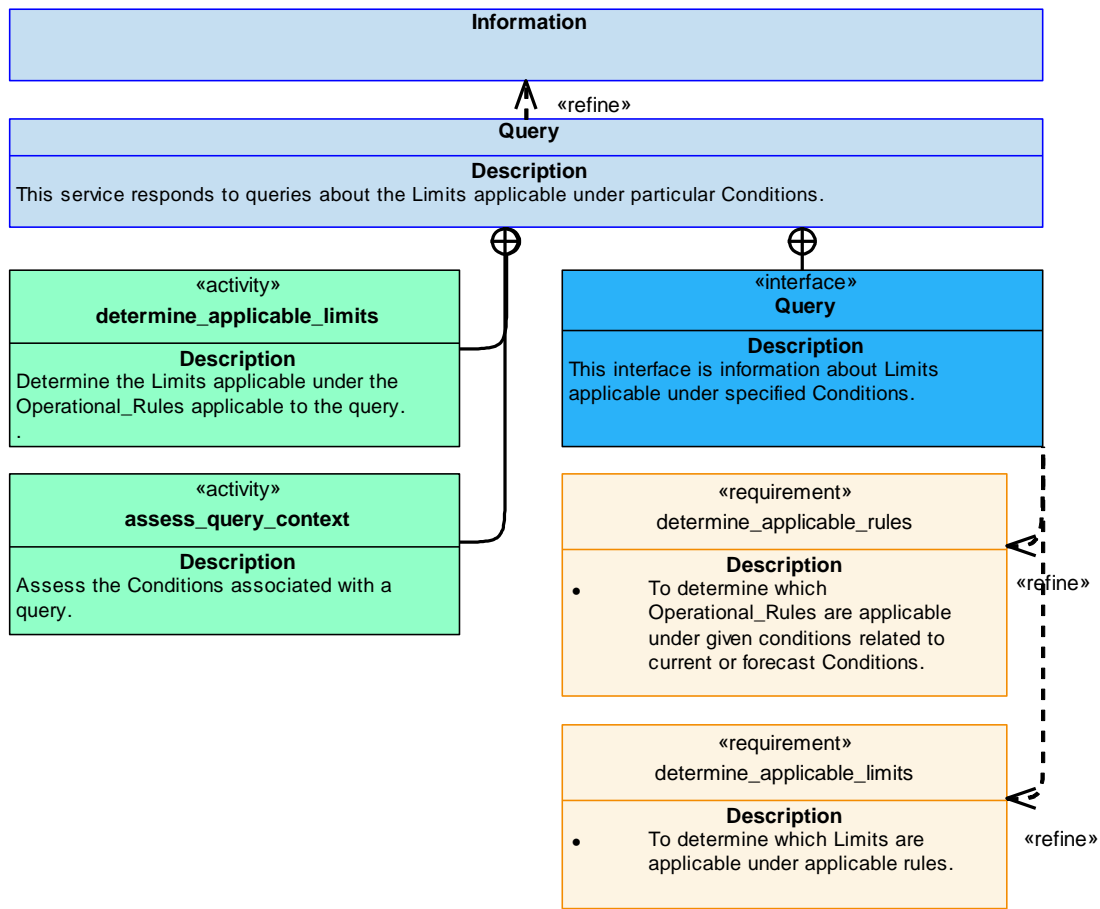 Information
«refine»
Query
Description
This service responds to queries about the Limits applicable under particular Conditions.
«activity»
determine_applicable_limits
Description
Determine the Limits applicable under the
Operational_Rules applicable to the query.
.
«interface»
Query
Description
This interface is information about Limits
applicable under specified Conditions.
«activity»
assess_query_context
Description
Assess the Conditions associated with a
query.
«requirement»
determine_applicable_rules
Description
• To determine which
Operational_Rules are applicable
under given conditions related to
current or forecast Conditions.
«refine»
«requirement»
determine_applicable_limits
Description
• To determine which Limits are
applicable under applicable rules.
«refine»